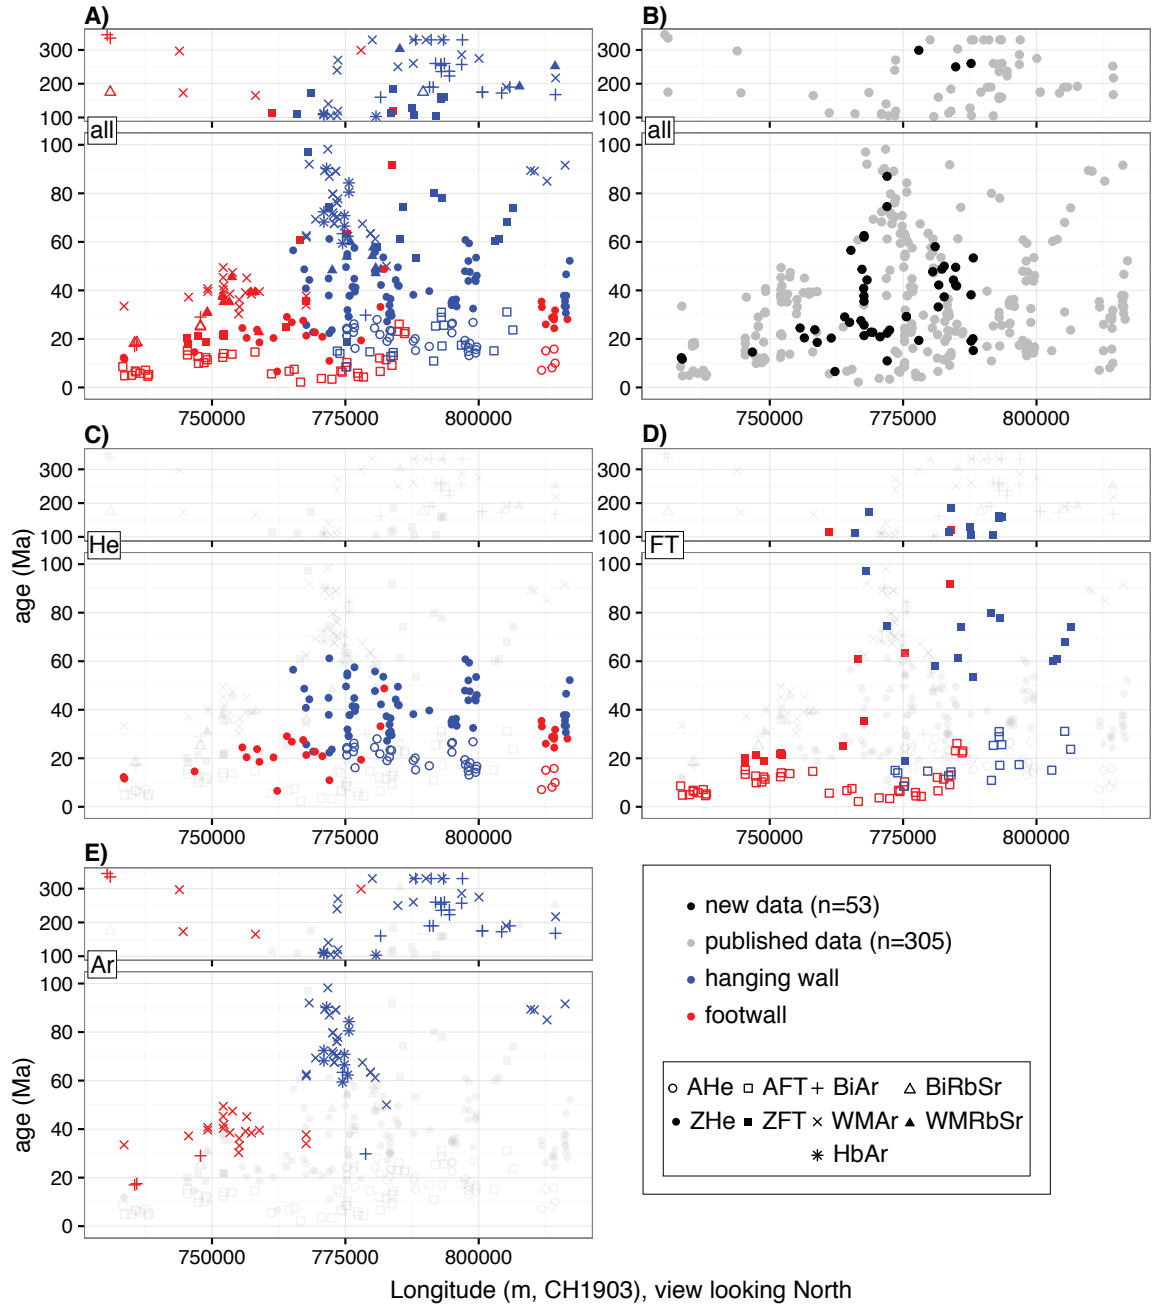 A)
300
200
100
all
100
80
60
40
20
0
750000 775000 800000
B)
300
200
100
all
100
80
60
40
20
0
750000 775000 800000
C)
300
200
100
He
100
80
60
40
20
0
750000 775000 800000
age (Ma)
D)
300
200
100
FT
100
80
60
40
20
0
750000 775000 800000
E)
300
200
100
Ar
100
80
60
40
20
0
750000 775000 800000
age (Ma)
new data (n=53)
published data (n=305)
hanging wall
footwall
AHe AFT BiAr BiRbSr
ZHe ZFT WMAr WMRbSr
HbAr
Longitude (m, CH1903), view looking North